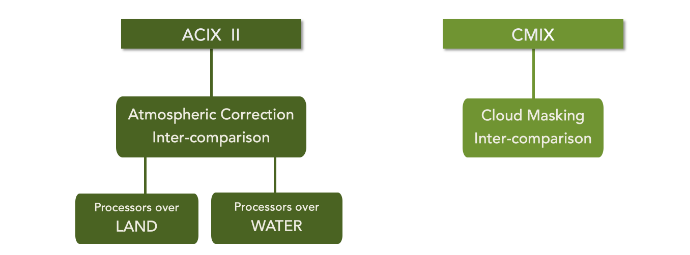 ACIX II
CMIX
Atmospheric Correction
Inter-comparison
Cloud Masking
Inter-comparison
Processors over
LAND
Processors over
WATER